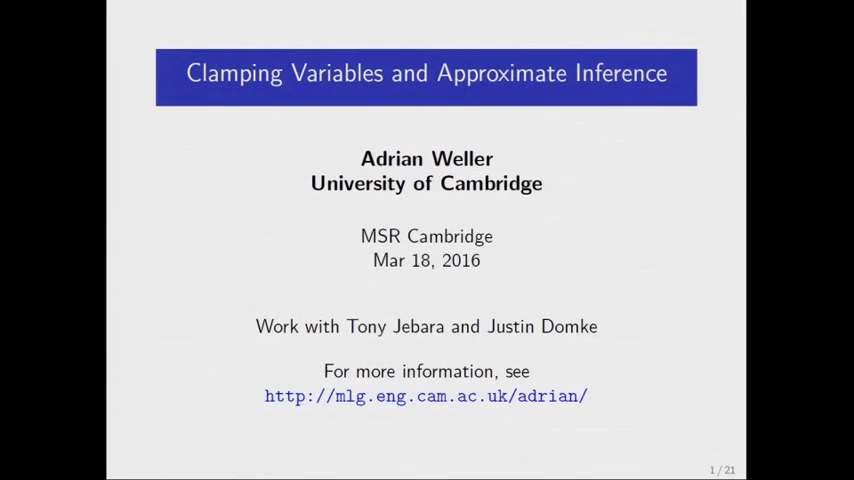 Clamping Variables and Approximate Inference
Adrian Weller
University of Cambridge
MSR Cambridge
Mar 18, 2016
Work with Tony Jebara and Justin Domke
For more information, see
http://mlg.eng.cam.ac.uk/adrian/
1 / 21